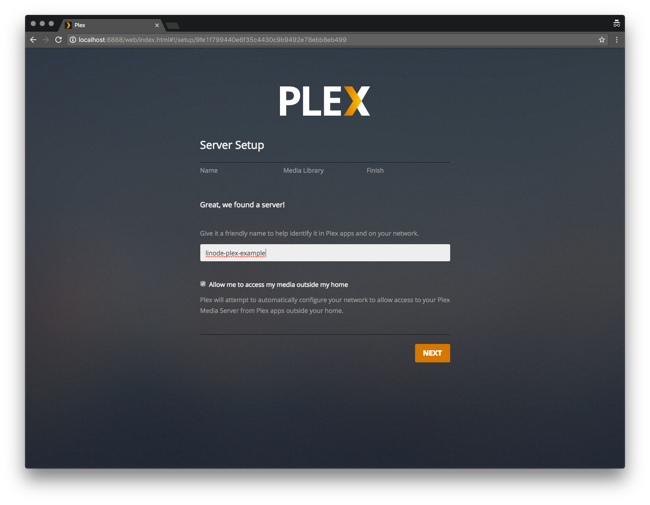 Plex
localhost:8888/web/index.html#!/setup/9fe1f799440e6f35c4430c9b9492e78ebb8eb499
PLEX
Server Setup
Name Media Library Finish
Great, we found a server!
Give it a friendly name to help identify it in Plex apps and on your network.
linode-plex-example
Allow me to access my media outside my home
Plex will attempt to automatically configure your network to allow access to your Plex
Media Server from Plex apps outside your home.
NEXT